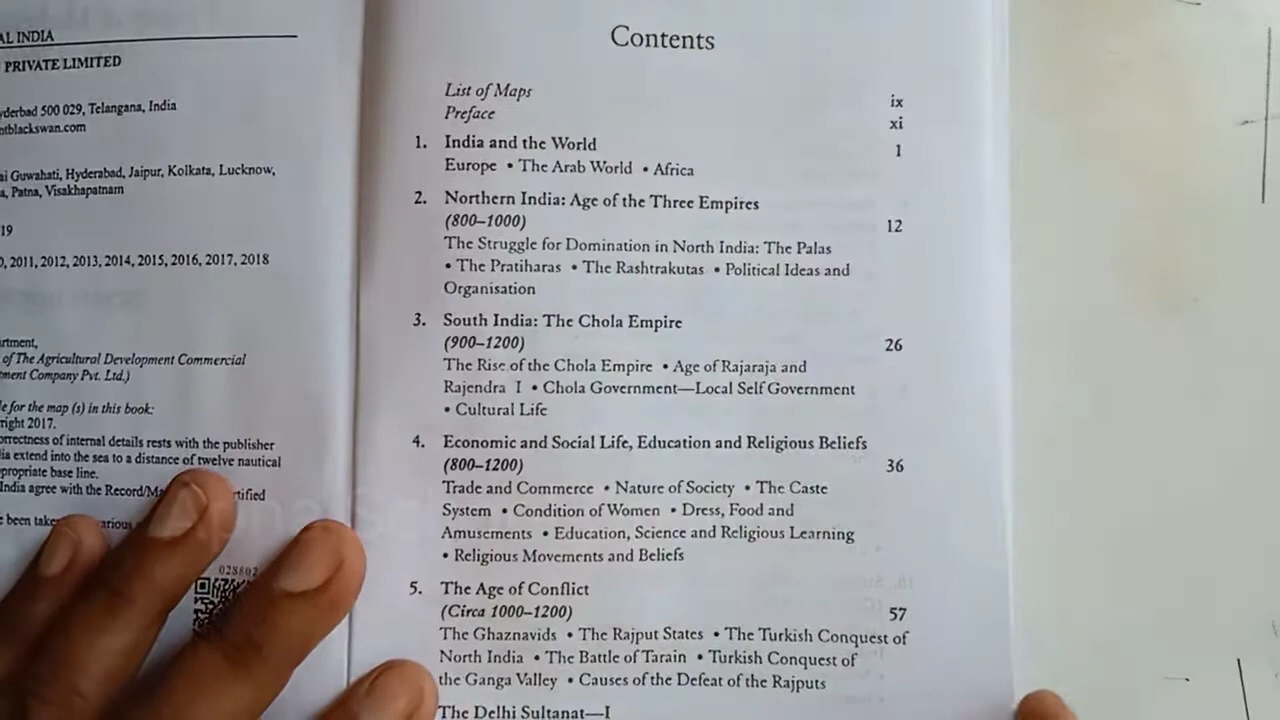 AL INDIA
PRIVATE LIMITED
yderbad 500 029, Telangana, India
ntblackswan.com
ai Guwahati, Hyderabad, Jaipur, Kolkata, Lucknow,
a, Patna, Visakhapatnam
19
0, 2011, 2012, 2013, 2014, 2015, 2016, 2017, 2018
artment,
of The Agricultural Development Commercial
ment Company Pvt. Ltd.)
le for the map (s) in this book:
right 2017.
orrectness of internal details rests with the publisher
ia extend into the sea to a distance of twelve nautical
propriate base line.
India agree with the Record/Ma rtified
been take various
028802
Contents
List of Maps ix
Preface xi
1. India and the World 1
Europe • The Arab World • Africa
2. Northern India: Age of the Three Empires
(800–1000) 12
The Struggle for Domination in North India: The Palas
• The Pratiharas • The Rashtrakutas • Political Ideas and
Organisation
3. South India: The Chola Empire
(900–1200) 26
The Rise of the Chola Empire • Age of Rajaraja and
Rajendra I • Chola Government—Local Self Government
• Cultural Life
4. Economic and Social Life, Education and Religious Beliefs
(800–1200) 36
Trade and Commerce • Nature of Society • The Caste
System • Condition of Women • Dress, Food and
Amusements • Education, Science and Religious Learning
• Religious Movements and Beliefs
5. The Age of Conflict
(Circa 1000–1200) 57
The Ghaznavids • The Rajput States • The Turkish Conquest of
North India • The Battle of Tarain • Turkish Conquest of
the Ganga Valley • Causes of the Defeat of the Rajputs
The Delhi Sultanat—I